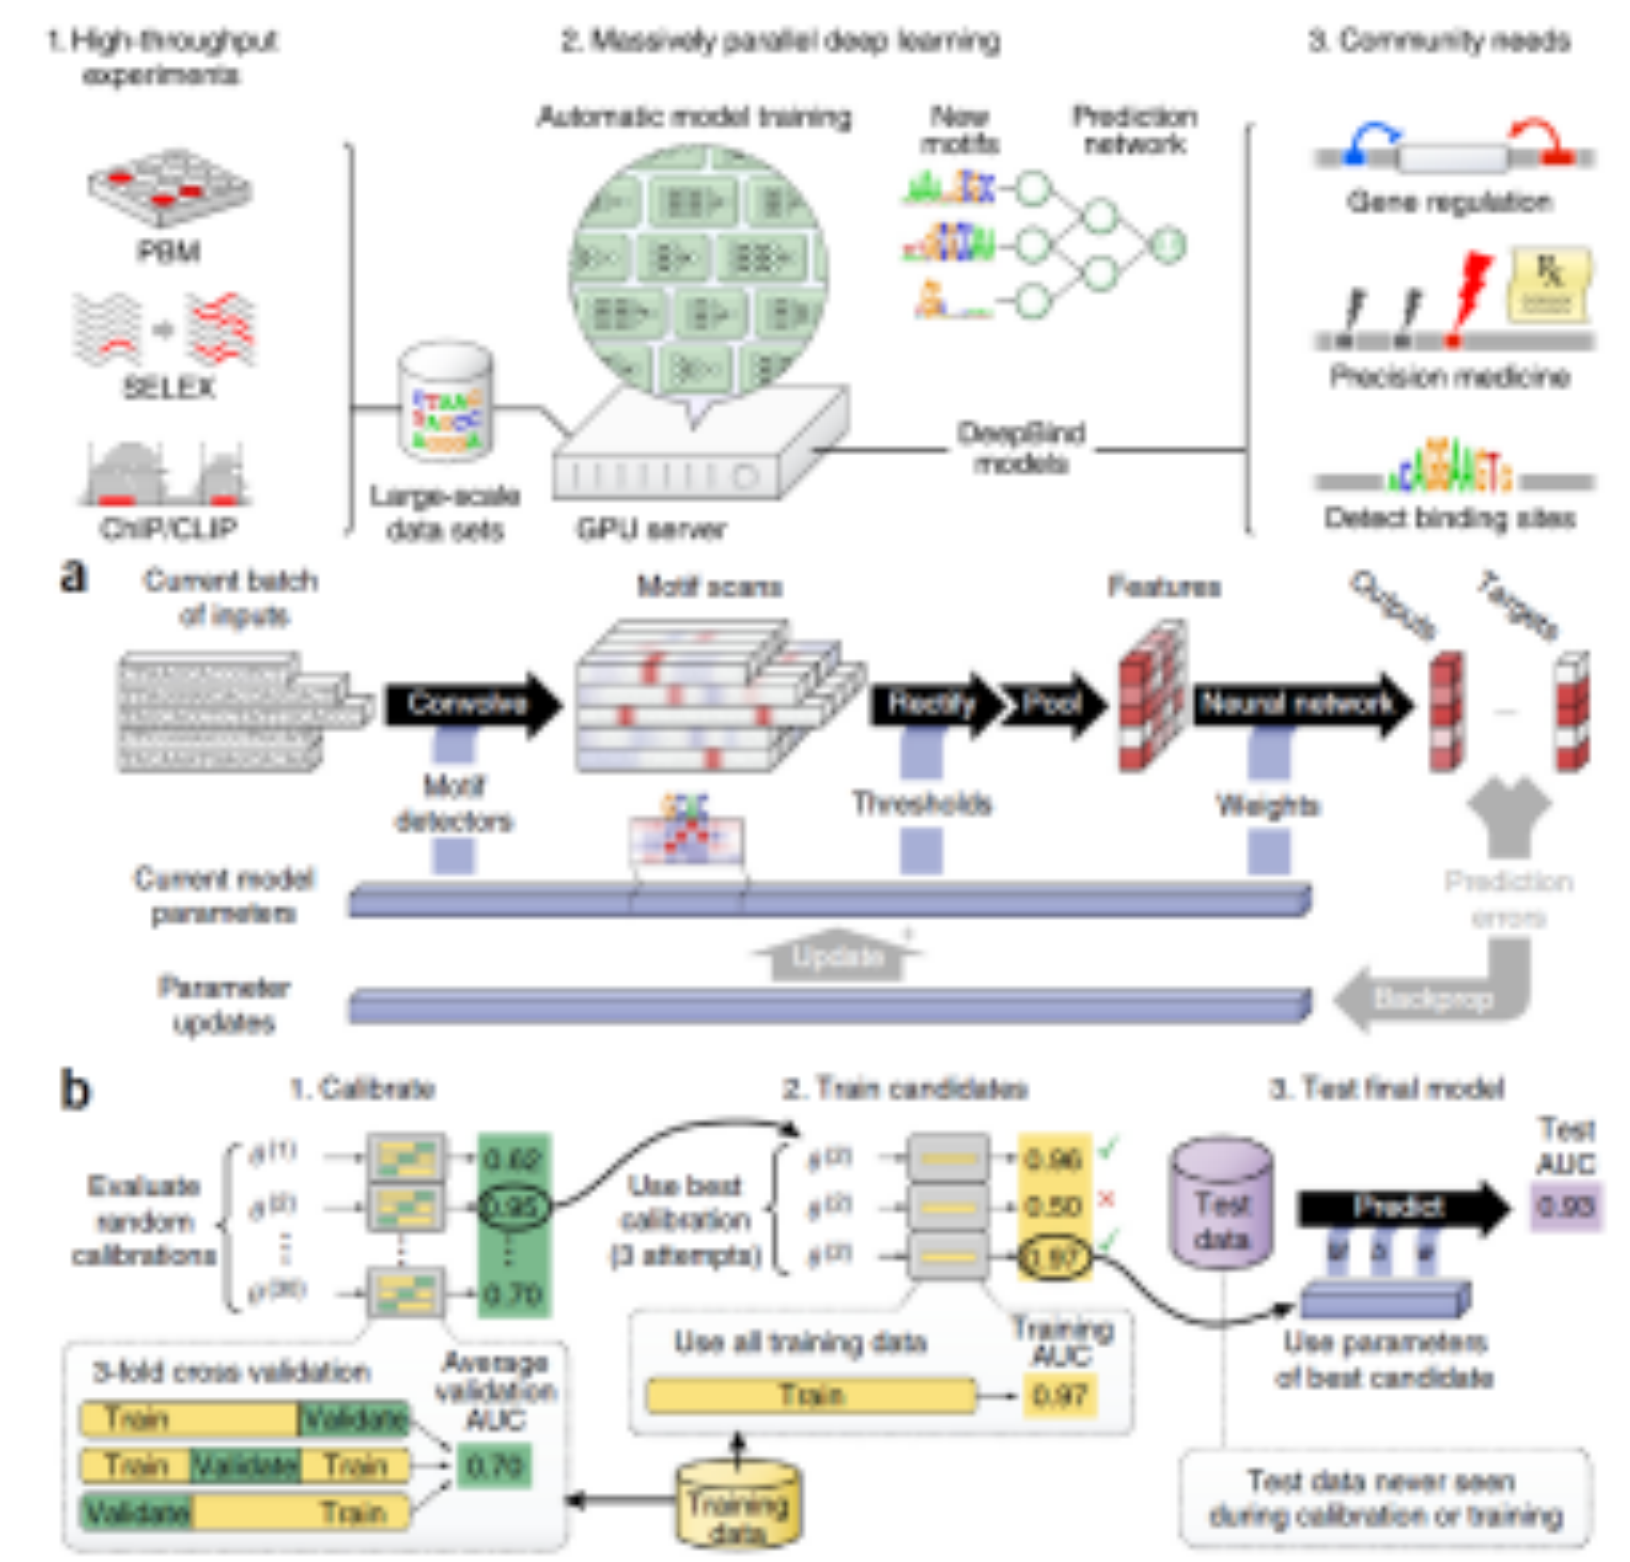 1. High-throughput
experiments
2. Massively parallel deep learning
3. Community needs
Automatic model training
New
motifs
Prediction
network
PBM
SELEX
ChIP/CLIP
Large-scale
data sets
GPU server
DeepBind
models
Gene regulation
Rx
Precision medicine
Detect binding sites
a
Current batch
of inputs
Motif scans
Features
Outputs
Targets
Convolve
Rectify
Pool
Neural network
Motif
detectors
Thresholds
Weights
Current model
parameters
Prediction
errors
Update
+
Parameter
updates
Backprop
b
1. Calibrate
2. Train candidates
3. Test final model
Evaluate
random
calibrations
θ(1)
0.62
θ(2)
0.95
θ(30)
0.70
Use best
calibration
(3 attempts)
θ(2)
0.96
θ(2)
0.50
θ(2)
0.97
Test
data
Predict
Test
AUC
0.93
Use parameters
of best candidate
3-fold cross validation
Average
validation
AUC
Train Validate
Train Validate Train
Validate Train
0.70
Use all training data
Training
AUC
Train
0.97
Training
data
Test data never seen
during calibration or training